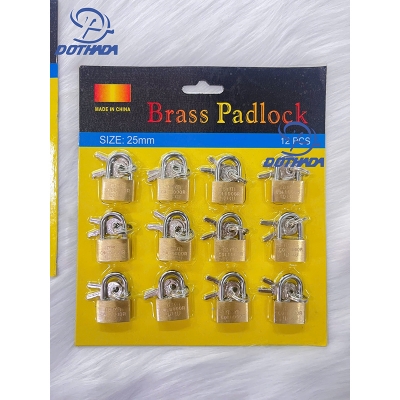 DOTHADA
MADE IN CHINA
Brass Padlock
SIZE: 25mm
12 PCS
DOTHADA